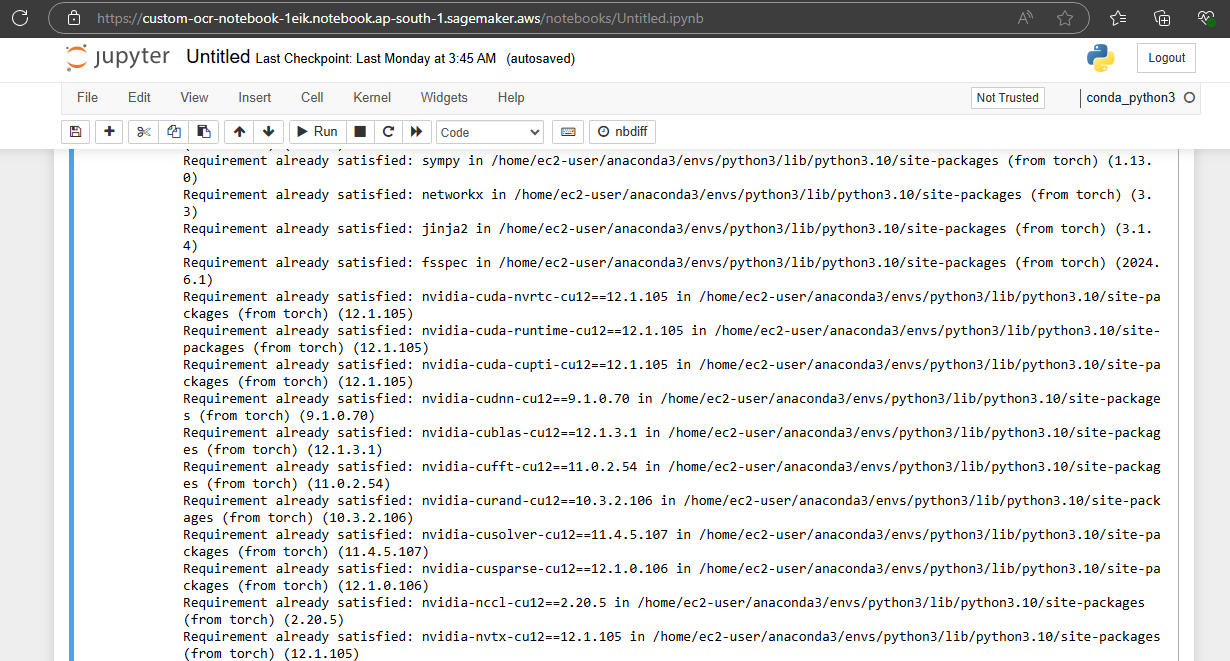 https://custom-ocr-notebook-1eik.notebook.ap-south-1.sagemaker.aws/notebooks/Untitled.ipynb
jupyter Untitled Last Checkpoint: Last Monday at 3:45 AM (autosaved)
Logout
File Edit View Insert Cell Kernel Widgets Help
Not Trusted
conda_python3
Run
Code
nbdiff
Requirement already satisfied: sympy in /home/ec2-user/anaconda3/envs/python3/lib/python3.10/site-packages (from torch) (1.13.
0)
Requirement already satisfied: networkx in /home/ec2-user/anaconda3/envs/python3/lib/python3.10/site-packages (from torch) (3.
3)
Requirement already satisfied: jinja2 in /home/ec2-user/anaconda3/envs/python3/lib/python3.10/site-packages (from torch) (3.1.
4)
Requirement already satisfied: fsspec in /home/ec2-user/anaconda3/envs/python3/lib/python3.10/site-packages (from torch) (2024.
6.1)
Requirement already satisfied: nvidia-cuda-nvrtc-cu12==12.1.105 in /home/ec2-user/anaconda3/envs/python3/lib/python3.10/site-pa
ckages (from torch) (12.1.105)
Requirement already satisfied: nvidia-cuda-runtime-cu12==12.1.105 in /home/ec2-user/anaconda3/envs/python3/lib/python3.10/site-
packages (from torch) (12.1.105)
Requirement already satisfied: nvidia-cuda-cupti-cu12==12.1.105 in /home/ec2-user/anaconda3/envs/python3/lib/python3.10/site-pa
ckages (from torch) (12.1.105)
Requirement already satisfied: nvidia-cudnn-cu12==9.1.0.70 in /home/ec2-user/anaconda3/envs/python3/lib/python3.10/site-package
s (from torch) (9.1.0.70)
Requirement already satisfied: nvidia-cublas-cu12==12.1.3.1 in /home/ec2-user/anaconda3/envs/python3/lib/python3.10/site-packag
es (from torch) (12.1.3.1)
Requirement already satisfied: nvidia-cufft-cu12==11.0.2.54 in /home/ec2-user/anaconda3/envs/python3/lib/python3.10/site-packag
es (from torch) (11.0.2.54)
Requirement already satisfied: nvidia-curand-cu12==10.3.2.106 in /home/ec2-user/anaconda3/envs/python3/lib/python3.10/site-pack
ages (from torch) (10.3.2.106)
Requirement already satisfied: nvidia-cusolver-cu12==11.4.5.107 in /home/ec2-user/anaconda3/envs/python3/lib/python3.10/site-pa
ckages (from torch) (11.4.5.107)
Requirement already satisfied: nvidia-cusparse-cu12==12.1.0.106 in /home/ec2-user/anaconda3/envs/python3/lib/python3.10/site-pa
ckages (from torch) (12.1.0.106)
Requirement already satisfied: nvidia-nccl-cu12==2.20.5 in /home/ec2-user/anaconda3/envs/python3/lib/python3.10/site-packages
(from torch) (2.20.5)
Requirement already satisfied: nvidia-nvtx-cu12==12.1.105 in /home/ec2-user/anaconda3/envs/python3/lib/python3.10/site-packages
(from torch) (12.1.105)